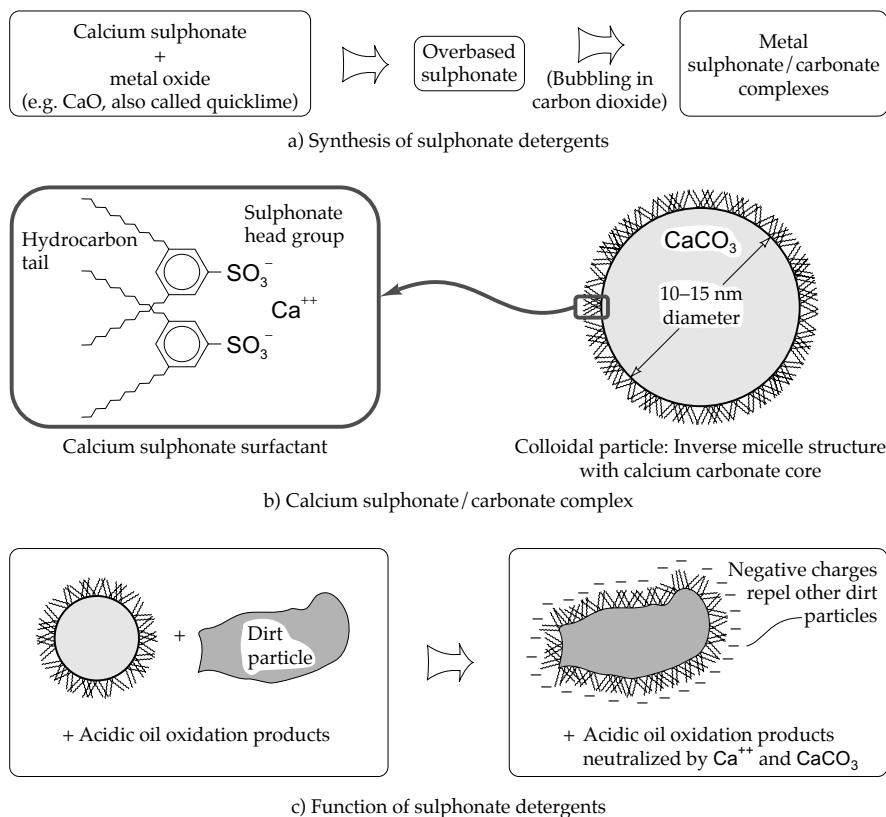 Calcium sulphonate
+
metal oxide
(e.g. CaO, also called quicklime)
Overbased
sulphonate
(Bubbling in
carbon dioxide)
Metal
sulphonate/carbonate
complexes
a) Synthesis of sulphonate detergents
Hydrocarbon
tail
Sulphonate
head group
SO₃⁻
Ca⁺⁺
SO₃⁻
Calcium sulphonate surfactant
CaCO₃
10–15 nm
diameter
Colloidal particle: Inverse micelle structure
with calcium carbonate core
b) Calcium sulphonate/carbonate complex
+
Dirt
particle
+ Acidic oil oxidation products
Negative charges
repel other dirt
particles
+ Acidic oil oxidation products
neutralized by Ca⁺⁺ and CaCO₃
c) Function of sulphonate detergents